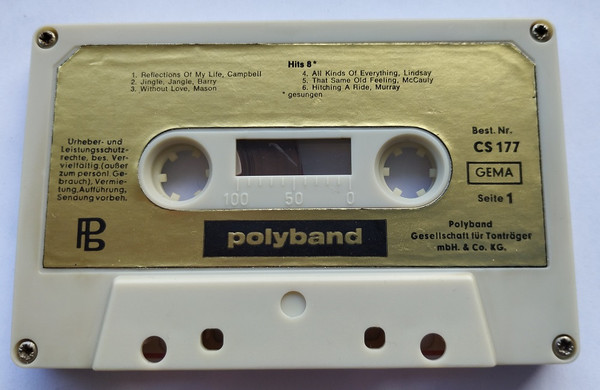 Hits 8*
1. Reflections Of My Life, Campbell
2. Jingle, Jangle, Barry
3. Without Love, Mason
4. All Kinds Of Everything, Lindsay
5. That Same Old Feeling, McCauly
6. Hitching A Ride, Murray
* gesungen
Urheber- und
Leistungsschutz-
rechte, bes. Ver-
vielfältig.(außer
zum persönl. Ge-
brauch), Vermie-
tung, Aufführung,
Sendung vorbeh.
Best. Nr.
CS 177
GEMA
Seite 1
100 50 0
PB
polyband
Polyband
Gesellschaft für Tonträger
mbH. & Co. KG.